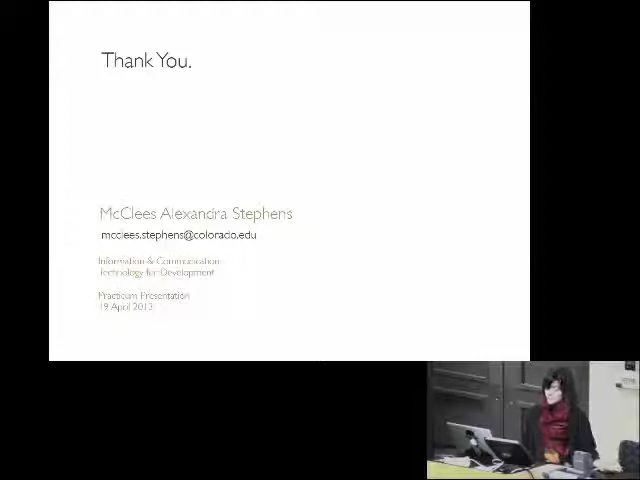 Thank You.
McClees Alexandra Stephens
mcclees.stephens@colorado.edu
Information & Communication
Technology for Development
Practicum Presentation
19 April 2013